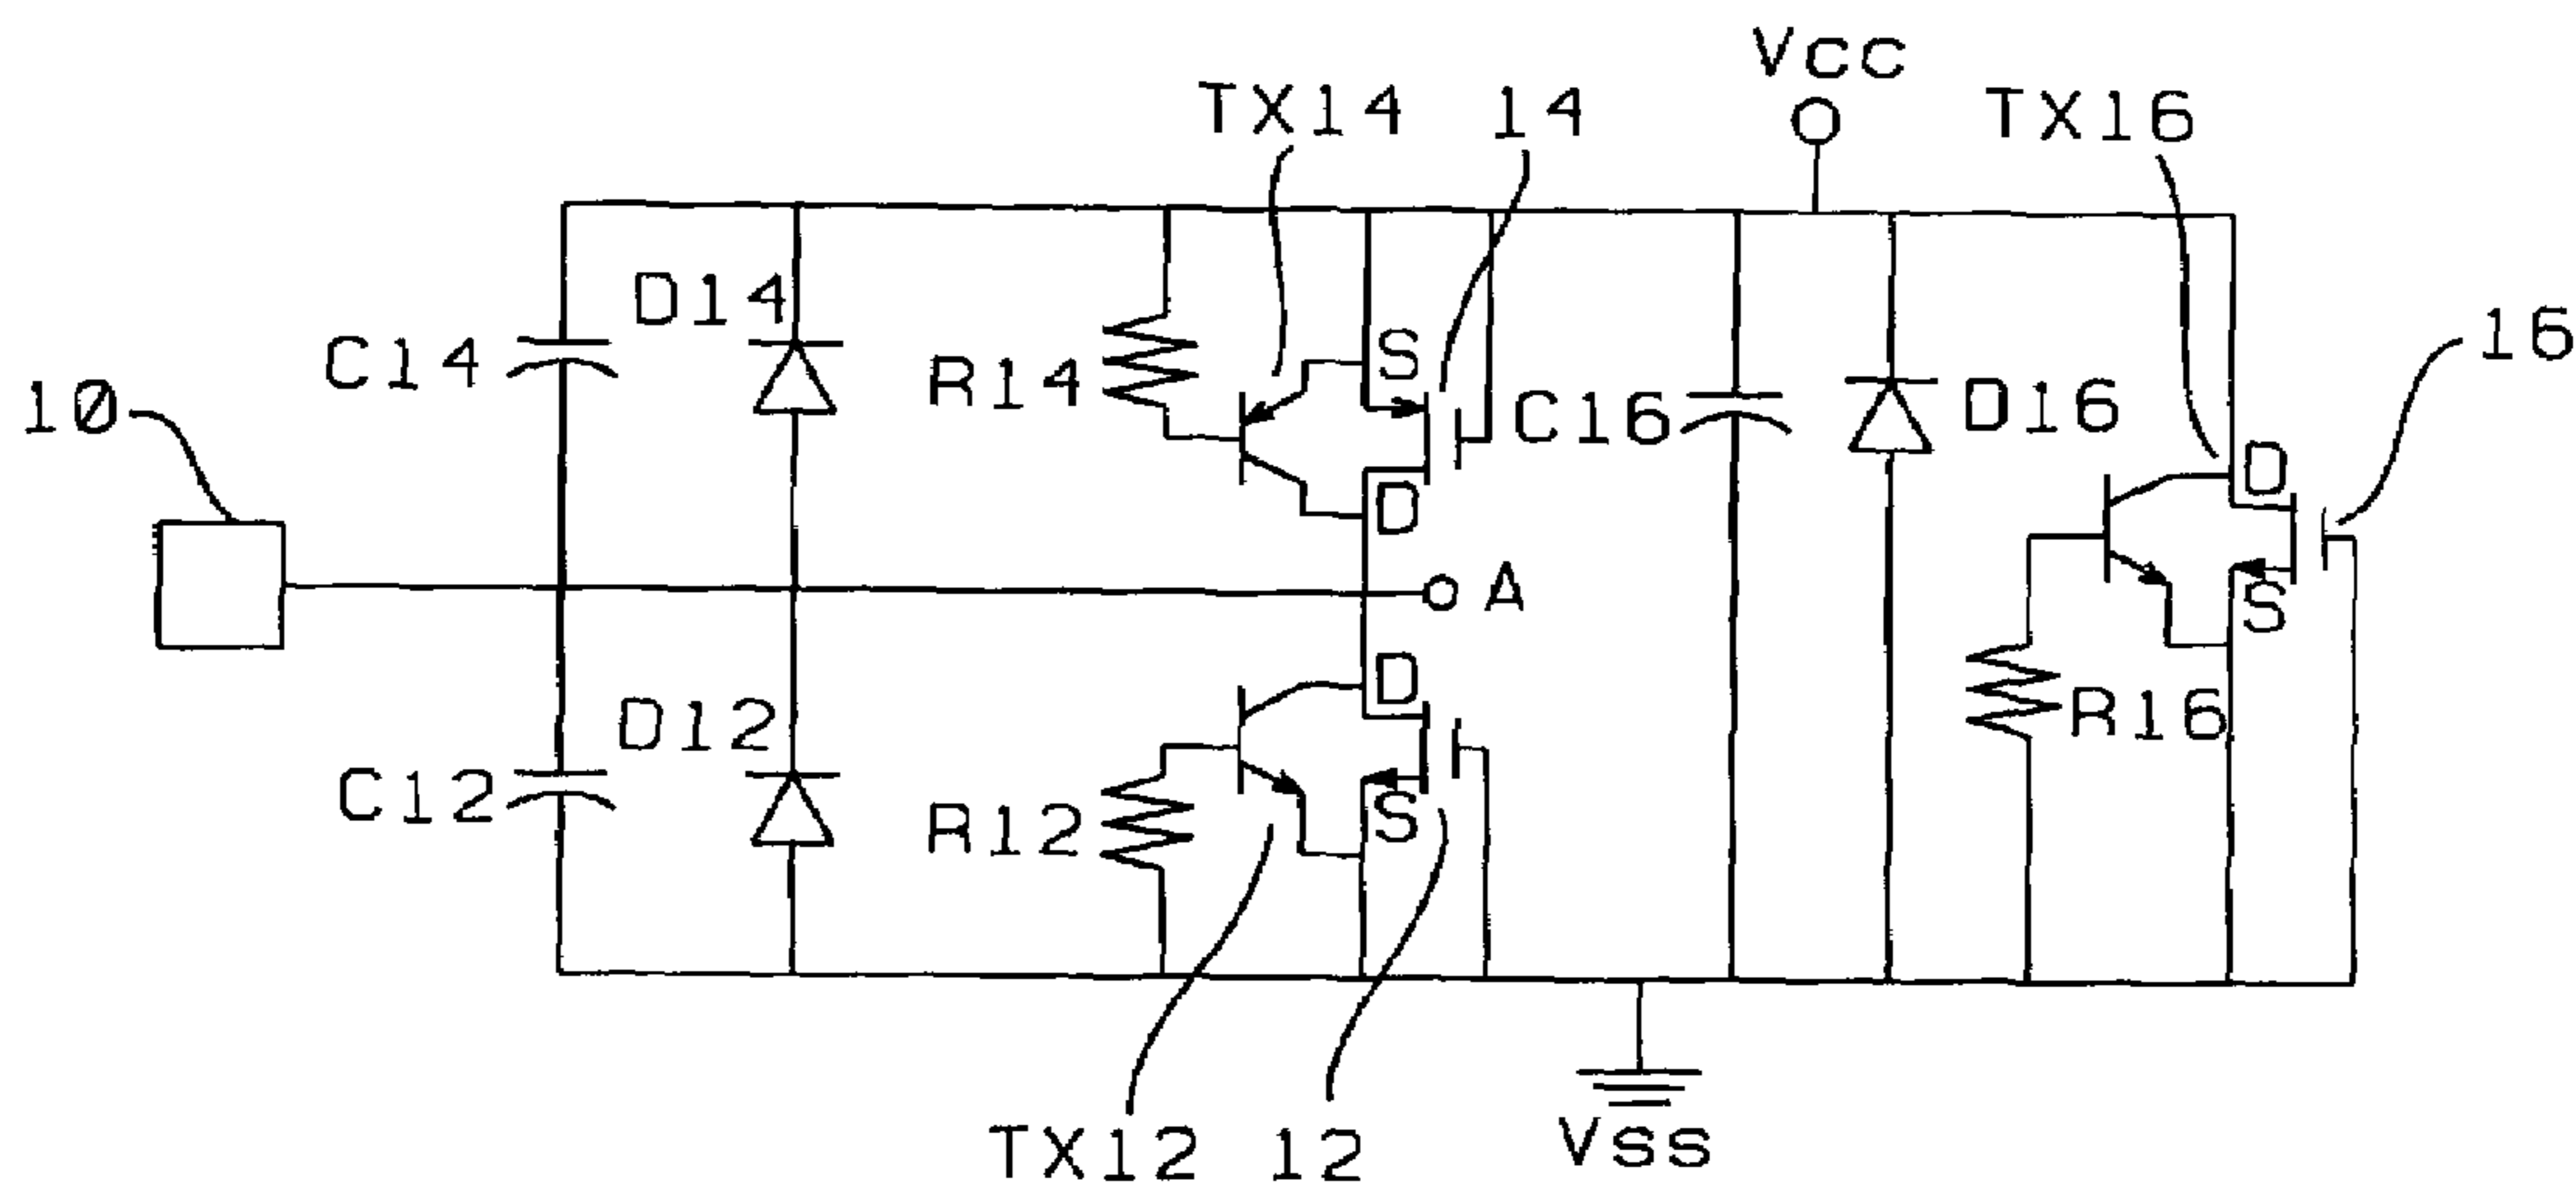 Vcc
TX14 14 TX16
D14
C14 R14 S 16
10 C16 D16
D D
A S
D
D12 R16
C12 R12 S
TX12 12 Vss